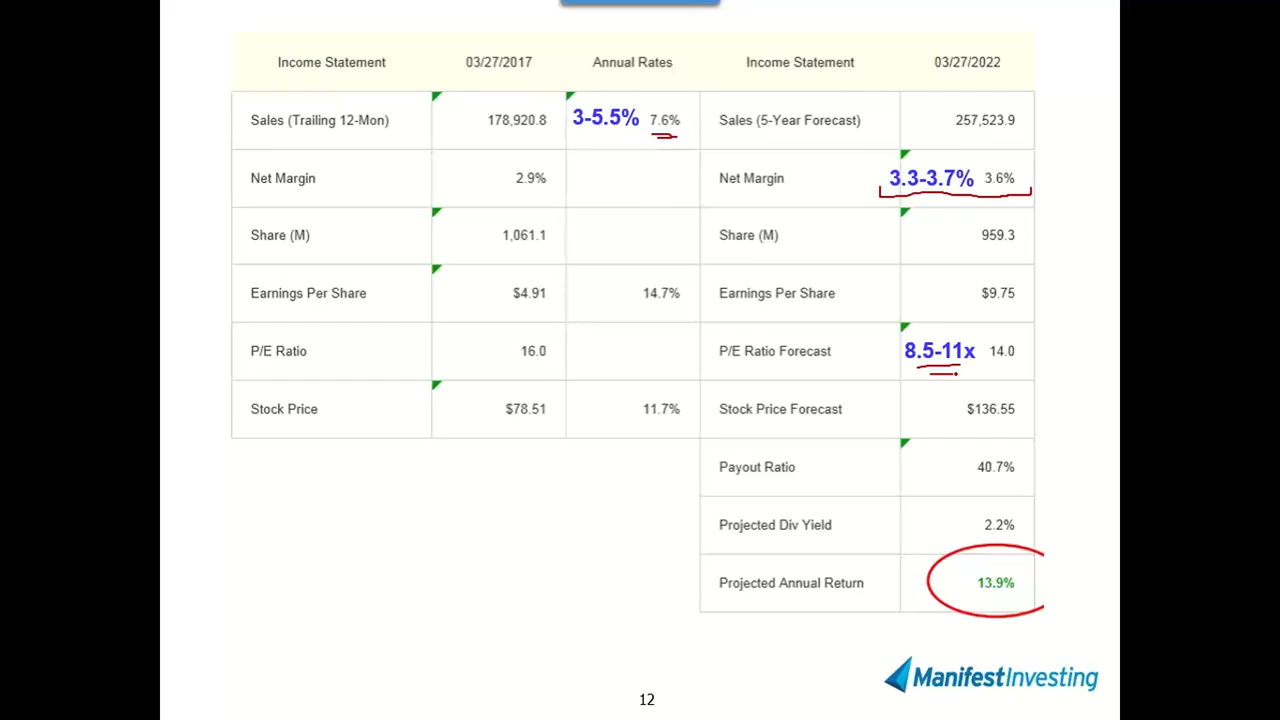 Income Statement 03/27/2017 Annual Rates Income Statement 03/27/2022
Sales (Trailing 12-Mon) 178,920.8 3-5.5% 7.6% Sales (5-Year Forecast) 257,523.9
Net Margin 2.9% Net Margin 3.3-3.7% 3.6%
Share (M) 1,061.1 Share (M) 959.3
Earnings Per Share $4.91 14.7% Earnings Per Share $9.75
P/E Ratio 16.0 P/E Ratio Forecast 8.5-11x 14.0
Stock Price $78.51 11.7% Stock Price Forecast $136.55
Payout Ratio 40.7%
Projected Div Yield 2.2%
Projected Annual Return 13.9%
ManifestInvesting
12